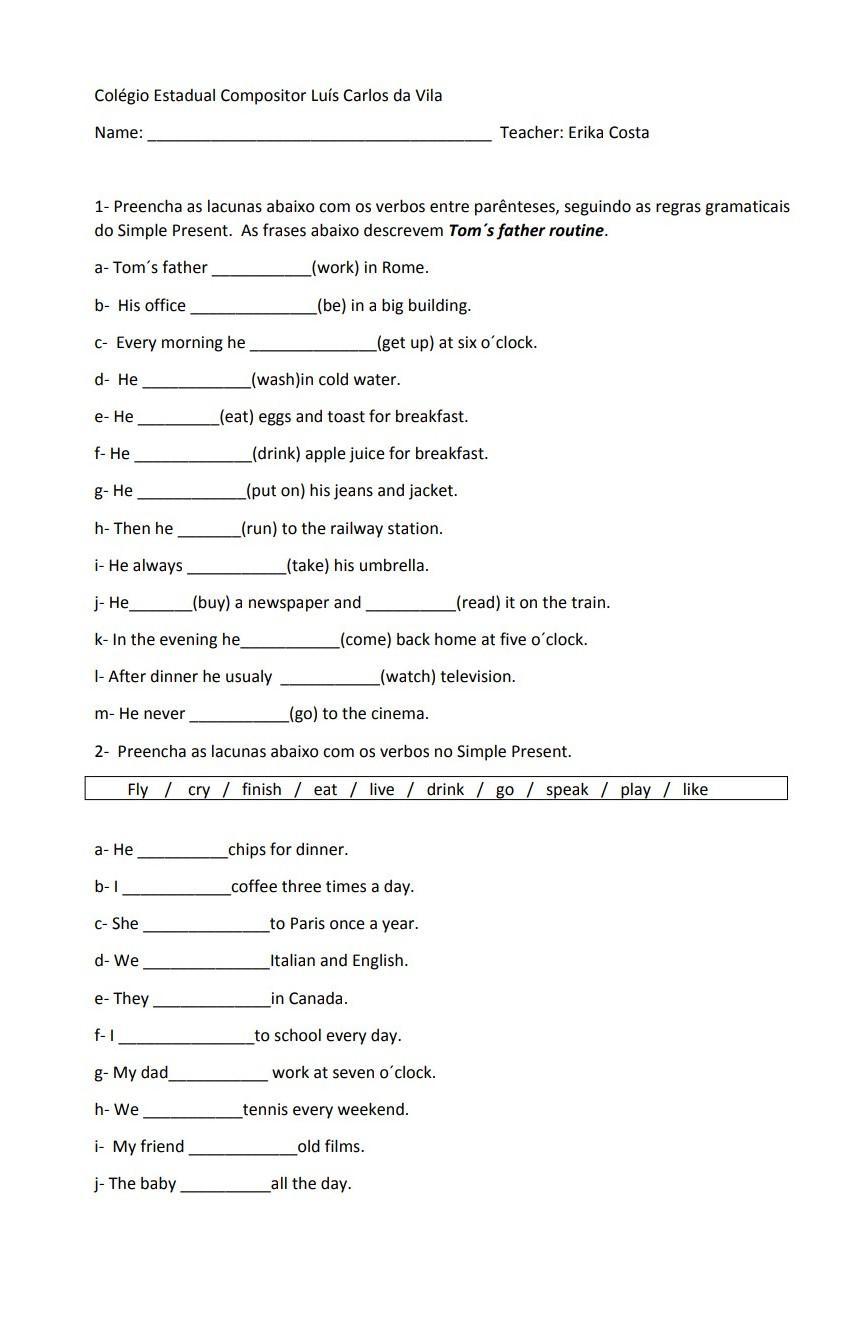 Colégio Estadual Compositor Luís Carlos da Vila
Name: ______________________________________ Teacher: Erika Costa
1- Preencha as lacunas abaixo com os verbos entre parênteses, seguindo as regras gramaticais
do Simple Present. As frases abaixo descrevem Tom´s father routine.
a- Tom´s father ___________(work) in Rome.
b- His office ______________(be) in a big building.
c- Every morning he ______________(get up) at six o´clock.
d- He ____________(wash)in cold water.
e- He _________(eat) eggs and toast for breakfast.
f- He _____________(drink) apple juice for breakfast.
g- He ____________(put on) his jeans and jacket.
h- Then he _______(run) to the railway station.
i- He always ___________(take) his umbrella.
j- He_______(buy) a newspaper and __________(read) it on the train.
k- In the evening he___________(come) back home at five o´clock.
l- After dinner he usualy ___________(watch) television.
m- He never ___________(go) to the cinema.
2- Preencha as lacunas abaixo com os verbos no Simple Present.
Fly / cry / finish / eat / live / drink / go / speak / play / like
a- He __________chips for dinner.
b- I ____________coffee three times a day.
c- She ______________to Paris once a year.
d- We ______________Italian and English.
e- They _____________in Canada.
f- I _______________to school every day.
g- My dad___________ work at seven o´clock.
h- We ___________tennis every weekend.
i- My friend ____________old films.
j- The baby __________all the day.